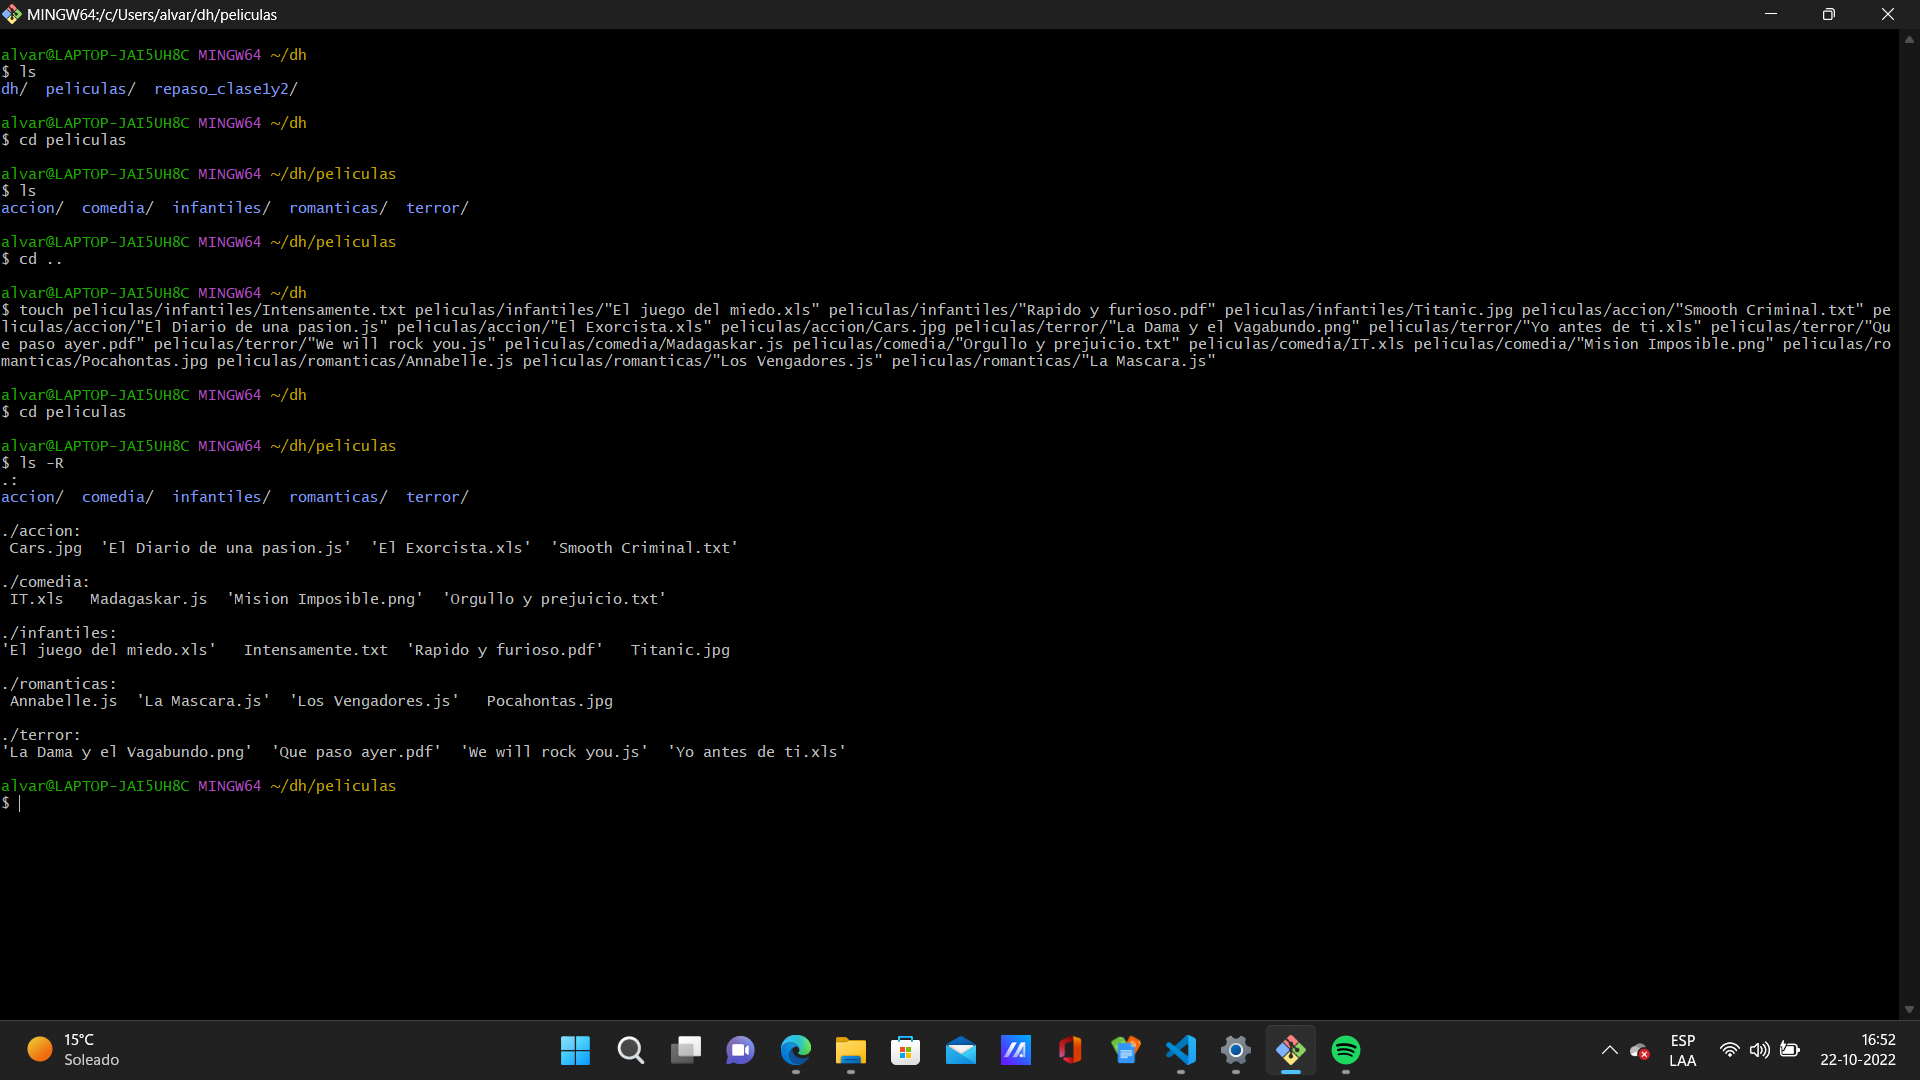 MINGW64:/c/Users/alvar/dh/peliculas
alvar@LAPTOP-JAI5UH8C MINGW64 ~/dh
$ ls
dh/  peliculas/  repaso_clase1y2/
alvar@LAPTOP-JAI5UH8C MINGW64 ~/dh
$ cd peliculas
alvar@LAPTOP-JAI5UH8C MINGW64 ~/dh/peliculas
$ ls
accion/  comedia/  infantiles/  romanticas/  terror/
alvar@LAPTOP-JAI5UH8C MINGW64 ~/dh/peliculas
$ cd ..
alvar@LAPTOP-JAI5UH8C MINGW64 ~/dh
$ touch peliculas/infantiles/Intensamente.txt peliculas/infantiles/"El juego del miedo.xls" peliculas/infantiles/"Rapido y furioso.pdf" peliculas/infantiles/Titanic.jpg peliculas/accion/"Smooth Criminal.txt" pe
liculas/accion/"El Diario de una pasion.js" peliculas/accion/"El Exorcista.xls" peliculas/accion/Cars.jpg peliculas/terror/"La Dama y el Vagabundo.png" peliculas/terror/"Yo antes de ti.xls" peliculas/terror/"Qu
e paso ayer.pdf" peliculas/terror/"We will rock you.js" peliculas/comedia/Madagaskar.js peliculas/comedia/"Orgullo y prejuicio.txt" peliculas/comedia/IT.xls peliculas/comedia/"Mision Imposible.png" peliculas/ro
manticas/Pocahontas.jpg peliculas/romanticas/Annabelle.js peliculas/romanticas/"Los Vengadores.js" peliculas/romanticas/"La Mascara.js"
alvar@LAPTOP-JAI5UH8C MINGW64 ~/dh
$ cd peliculas
alvar@LAPTOP-JAI5UH8C MINGW64 ~/dh/peliculas
$ ls -R
.:
accion/  comedia/  infantiles/  romanticas/  terror/
./accion:
Cars.jpg  'El Diario de una pasion.js'  'El Exorcista.xls'  'Smooth Criminal.txt'
./comedia:
IT.xls   Madagaskar.js  'Mision Imposible.png'  'Orgullo y prejuicio.txt'
./infantiles:
'El juego del miedo.xls'   Intensamente.txt  'Rapido y furioso.pdf'   Titanic.jpg
./romanticas:
Annabelle.js  'La Mascara.js'  'Los Vengadores.js'   Pocahontas.jpg
./terror:
'La Dama y el Vagabundo.png'  'Que paso ayer.pdf'  'We will rock you.js'  'Yo antes de ti.xls'
alvar@LAPTOP-JAI5UH8C MINGW64 ~/dh/peliculas
$
15°C
Soleado
ESP
LAA
16:52
22-10-2022